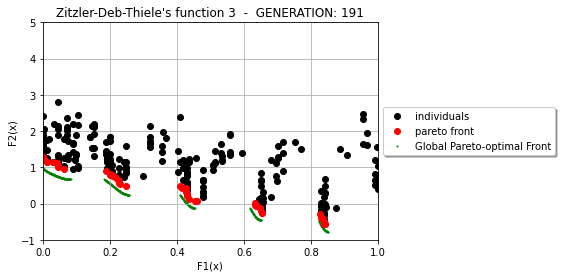 Zitzler-Deb-Thiele's function 3 - GENERATION: 191
5
4
3
2
1
0
−1
F2(x)
0.0 0.2 0.4 0.6 0.8 1.0
F1(x)
individuals
pareto front
Global Pareto-optimal Front